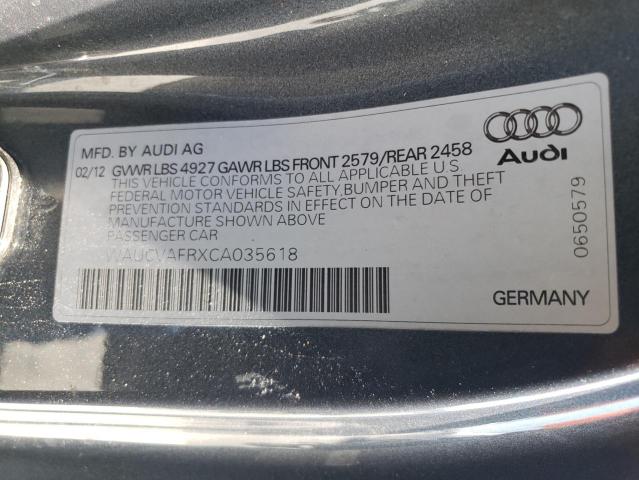 MFD. BY AUDI AG
02/12 GVWR LBS 4927 GAWR LBS FRONT 2579/REAR 2458
THIS VEHICLE CONFORMS TO ALL APPLICABLE U S
FEDERAL MOTOR VEHICLE SAFETY, BUMPER AND THEFT
PREVENTION STANDARDS IN EFFECT ON THE DATE OF
MANUFACTURE SHOWN ABOVE
PASSENGER CAR
WAUCVAFRXCA035618
Audi
0650579
GERMANY